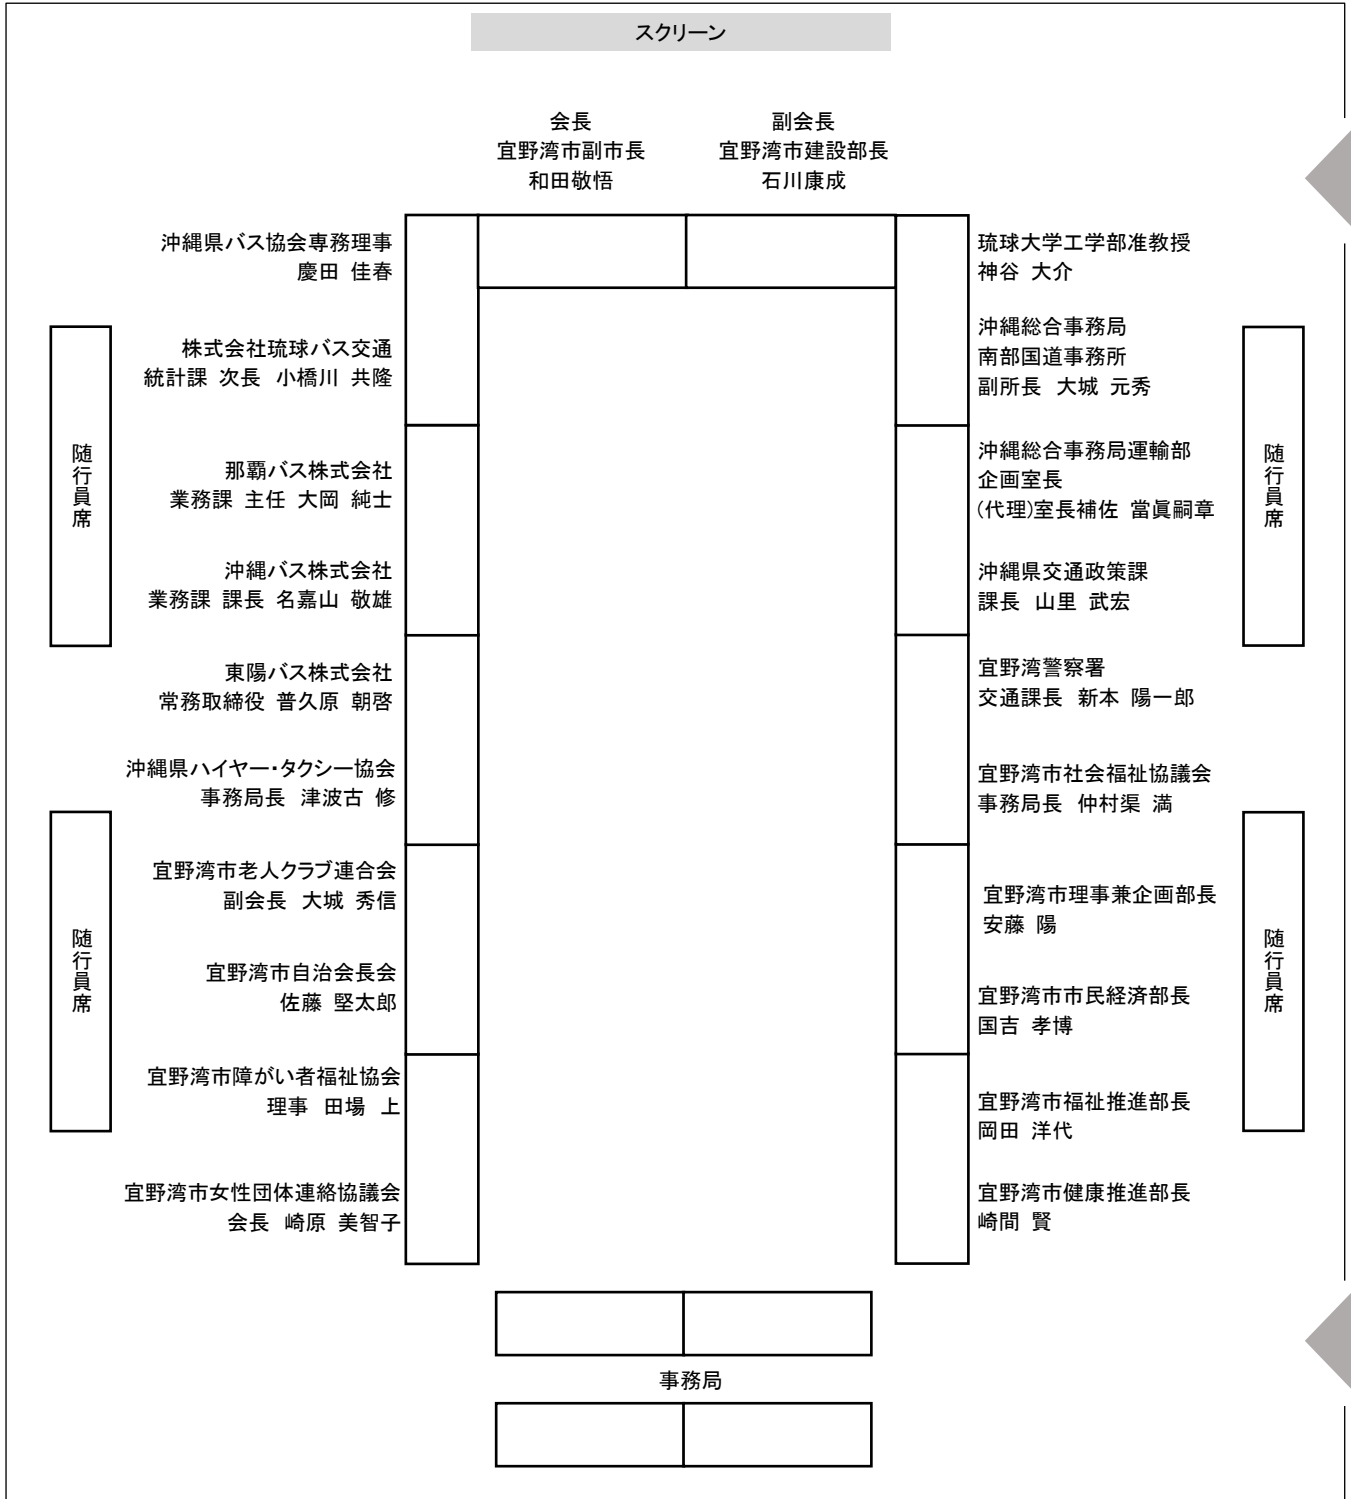 スクリーン
会長
宜野湾市副市長
和田敬悟
副会長
宜野湾市建設部長
石川康成
沖縄県バス協会専務理事
慶田 佳春
株式会社琉球バス交通
統計課 次長 小橋川 共隆
那覇バス株式会社
業務課 主任 大岡 純士
沖縄バス株式会社
業務課 課長 名嘉山 敬雄
東陽バス株式会社
常務取締役 普久原 朝啓
沖縄県ハイヤー・タクシー協会
事務局長 津波古 修
宜野湾市老人クラブ連合会
副会長 大城 秀信
宜野湾市自治会長会
佐藤 堅太郎
宜野湾市障がい者福祉協会
理事 田場 上
宜野湾市女性団体連絡協議会
会長 崎原 美智子
随行員席
随行員席
琉球大学工学部准教授
神谷 大介
沖縄総合事務局
南部国道事務所
副所長 大城 元秀
沖縄総合事務局運輸部
企画室長
(代理)室長補佐 當眞嗣章
沖縄県交通政策課
課長 山里 武宏
宜野湾警察署
交通課長 新本 陽一郎
宜野湾市社会福祉協議会
事務局長 仲村渠 満
宜野湾市理事兼企画部長
安藤 陽
宜野湾市市民経済部長
国吉 孝博
宜野湾市福祉推進部長
岡田 洋代
宜野湾市健康推進部長
崎間 賢
随行員席
随行員席
事務局